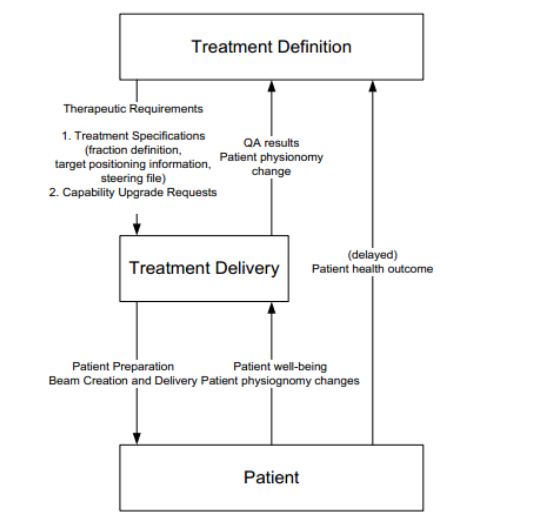 Treatment Definition
Therapeutic Requirements
1. Treatment Specifications
(fraction definition,
target positioning information,
steering file)
2. Capability Upgrade Requests
QA results
Patient physionomy
change
(delayed)
Patient health outcome
Treatment Delivery
Patient Preparation
Beam Creation and Delivery
Patient well-being
Patient physiognomy changes
Patient